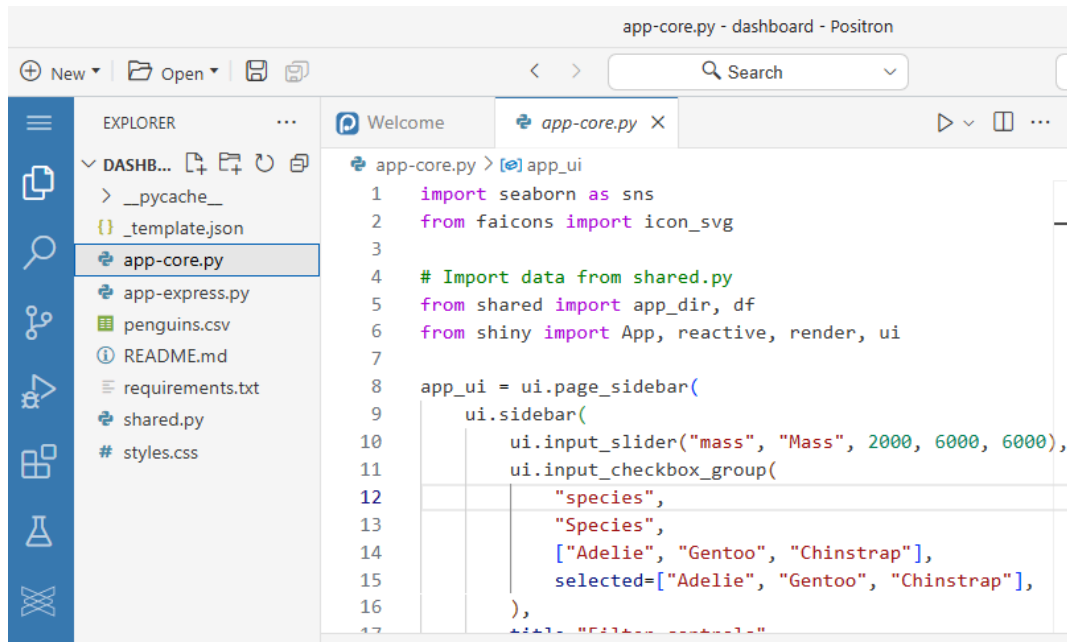 app-core.py - dashboard - Positron
New Open Search
EXPLORER ...
DASHB...
__pycache__
_template.json
app-core.py
app-express.py
penguins.csv
README.md
requirements.txt
shared.py
styles.css
Welcome app-core.py
app-core.py > app_ui
1 import seaborn as sns
2 from faicons import icon_svg
3
4 # Import data from shared.py
5 from shared import app_dir, df
6 from shiny import App, reactive, render, ui
7
8 app_ui = ui.page_sidebar(
9 ui.sidebar(
10 ui.input_slider("mass", "Mass", 2000, 6000, 6000),
11 ui.input_checkbox_group(
12 "species",
13 "Species",
14 ["Adelie", "Gentoo", "Chinstrap"],
15 selected=["Adelie", "Gentoo", "Chinstrap"],
16 ),
17 title="Filter controls"